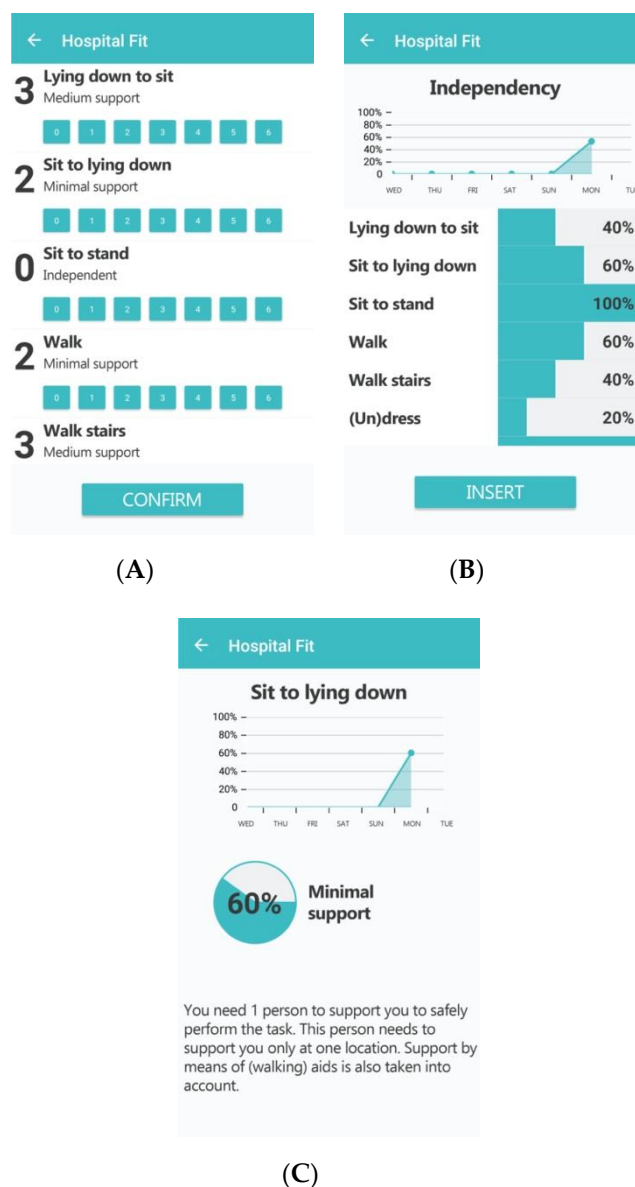 ← Hospital Fit
3 Lying down to sit
Medium support
0 1 2 3 4 5 6
2 Sit to lying down
Minimal support
0 1 2 3 4 5 6
0 Sit to stand
Independent
0 1 2 3 4 5 6
2 Walk
Minimal support
0 1 2 3 4 5 6
3 Walk stairs
Medium support
CONFIRM
(A)
← Hospital Fit
Independency
100%
80%
60%
40%
20%
0
WED THU FRI SAT SUN MON TU
Lying down to sit 40%
Sit to lying down 60%
Sit to stand 100%
Walk 60%
Walk stairs 40%
(Un)dress 20%
INSERT
(B)
← Hospital Fit
Sit to lying down
100%
80%
60%
40%
20%
0
WED THU FRI SAT SUN MON TUE
60% Minimal
support
You need 1 person to support you to safely
perform the task. This person needs to
support you only at one location. Support by
means of (walking) aids is also taken into
account.
(C)